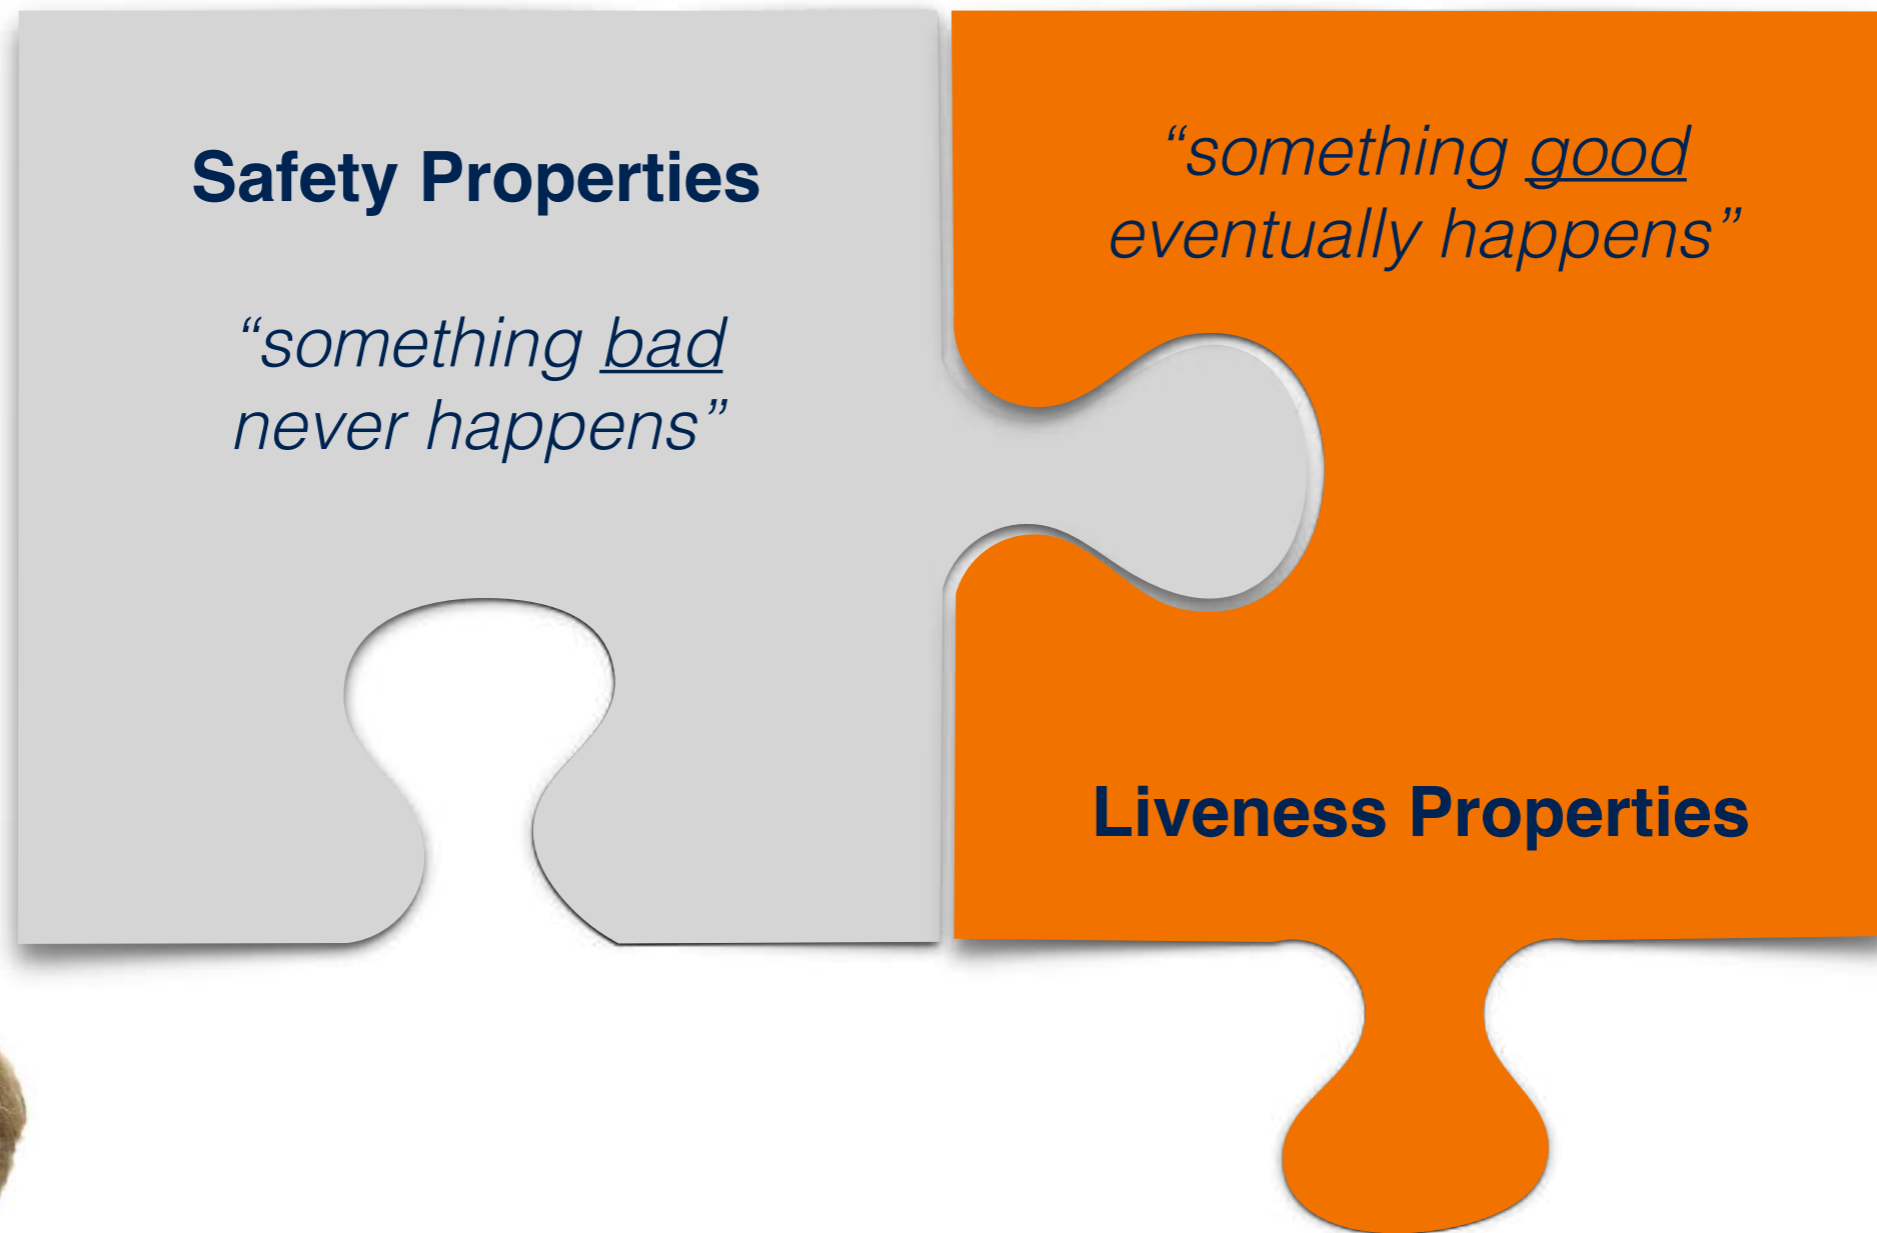 Safety Properties
“something bad
never happens”
“something good
eventually happens”
Liveness Properties